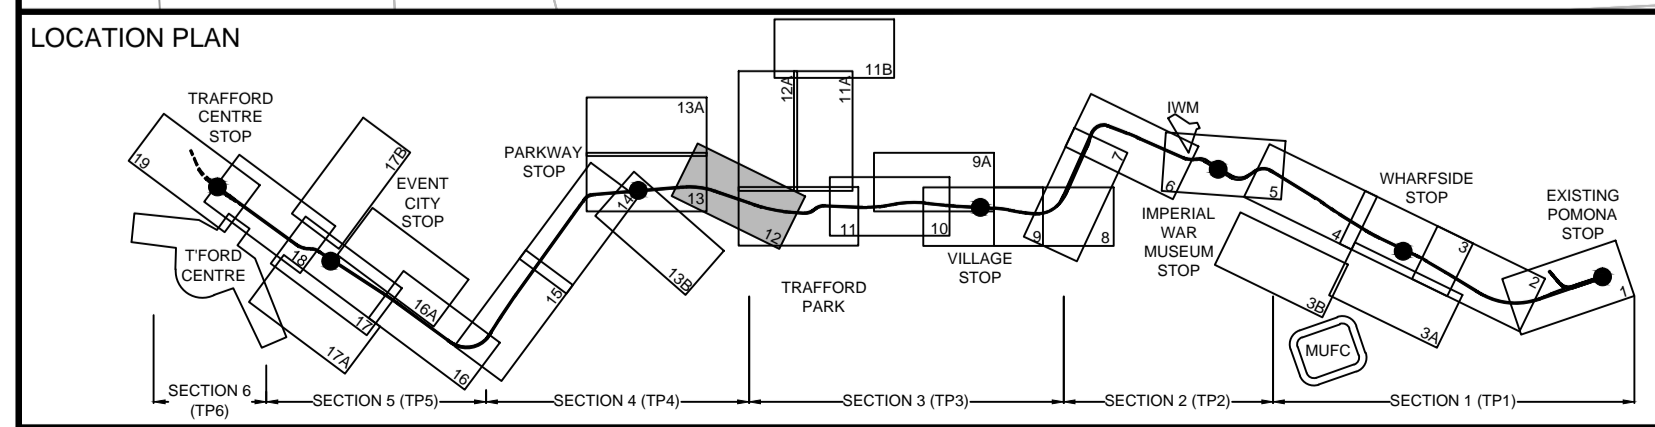 LOCATION PLAN
TRAFFORD
CENTRE
STOP
19
T'FORD
CENTRE
18
17B
EVENT
CITY
STOP
17
17A
16A
16
15
PARKWAY
STOP
14
13A
13
13B
12
12A
11A
11B
11
TRAFFORD
PARK
10
9A
9
8
VILLAGE
STOP
7
6
IWM
IMPERIAL
WAR
MUSEUM
STOP
5
4
3B
3A
3
MUFC
WHARFSIDE
STOP
2
EXISTING
POMONA
STOP
1
SECTION 6
(TP6)
SECTION 5 (TP5)
SECTION 4 (TP4)
SECTION 3 (TP3)
SECTION 2 (TP2)
SECTION 1 (TP1)